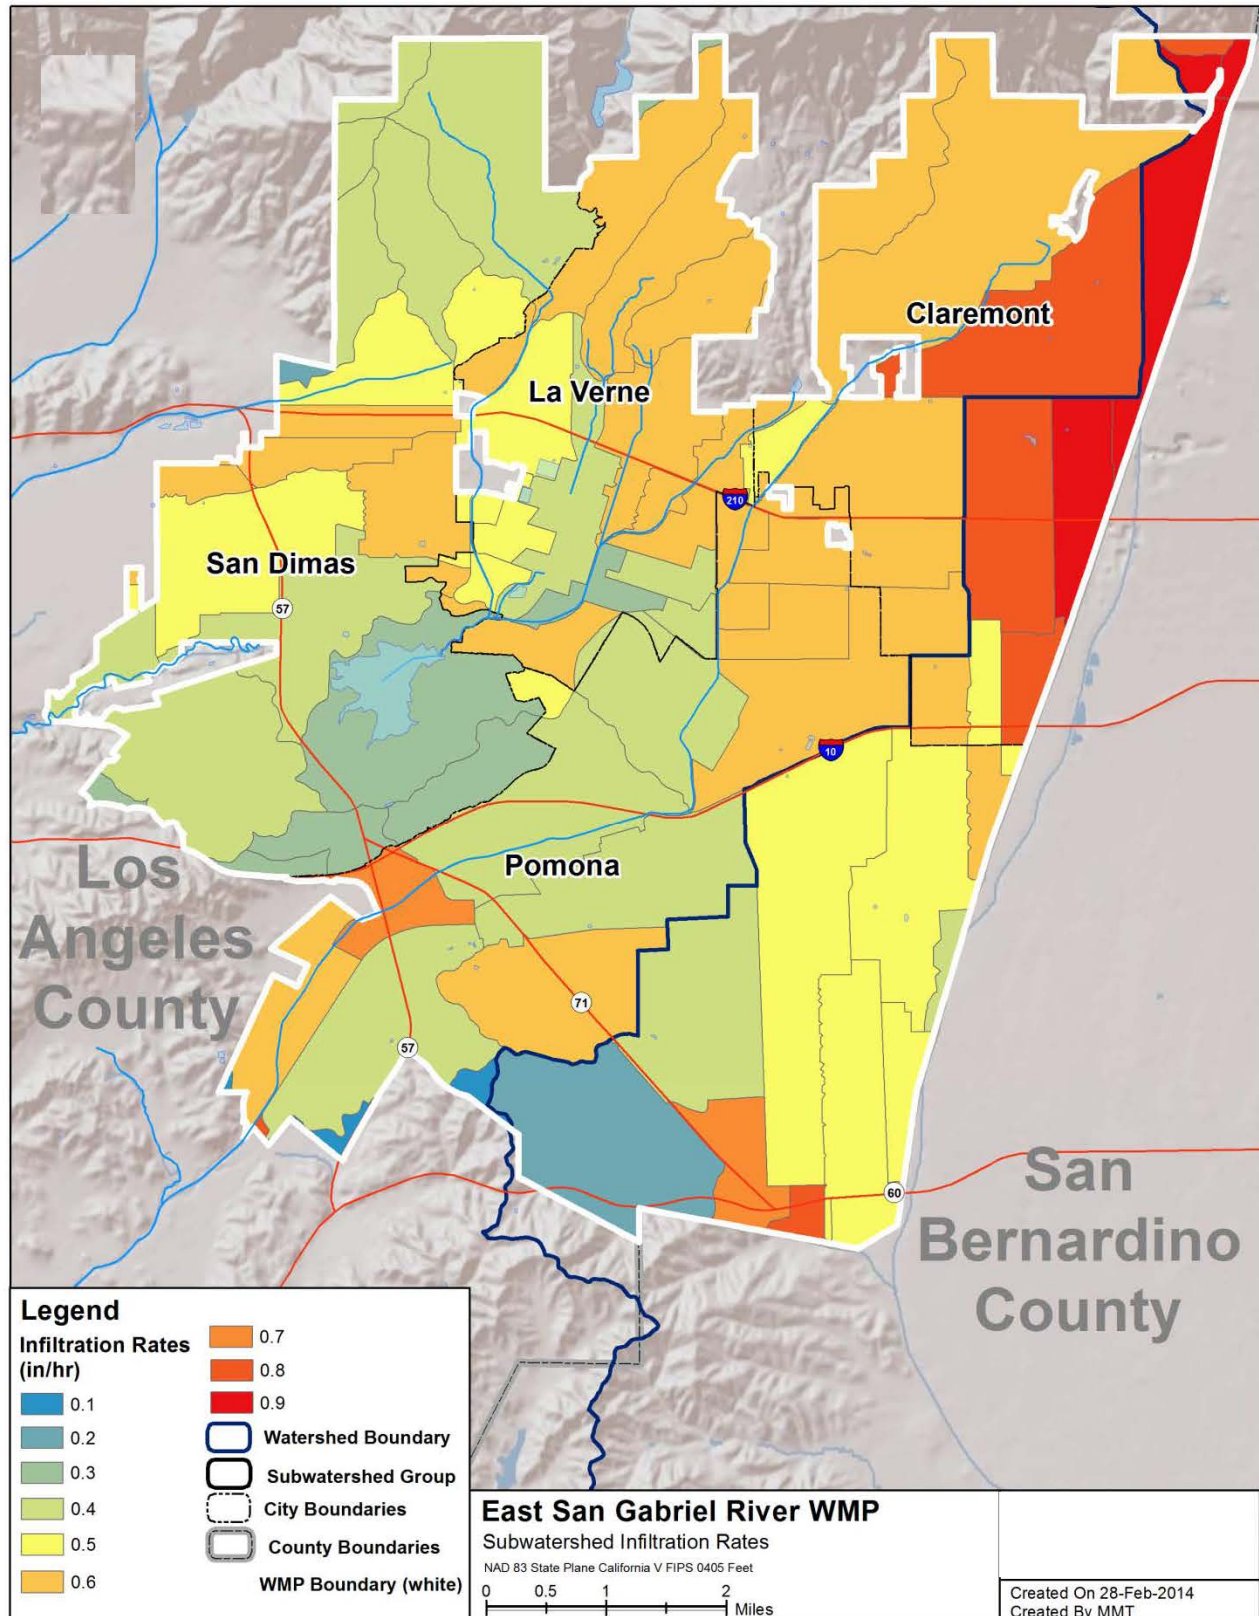 Claremont
La Verne
210
San Dimas
57
10
Los
Angeles
County
Pomona
71
57
60
San
Bernardino
County
Legend
Infiltration Rates
(in/hr)
0.1
0.2
0.3
0.4
0.5
0.6
0.7
0.8
0.9
Watershed Boundary
Subwatershed Group
City Boundaries
County Boundaries
WMP Boundary (white)
East San Gabriel River WMP
Subwatershed Infiltration Rates
NAD 83 State Plane California V FIPS 0405 Feet
0 0.5 1 2
Miles
Created On 28-Feb-2014
Created By MMT